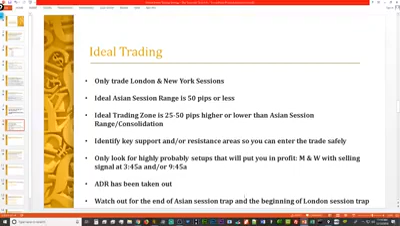 Ideal Trading
• Only trade London & New York Sessions
• Ideal Asian Session Range is 50 pips or less
• Ideal Trading Zone is 25-50 pips higher or lower than Asian Session
Range/Consolidation
• Identify key support and/or resistance areas so you can enter the trade safely
• Only look for highly probably setups that will put you in profit: M & W with selling
signal at 3:45a and/or 9:45a
• ADR has been taken out
• Watch out for the end of Asian session trap and the beginning of London session trap